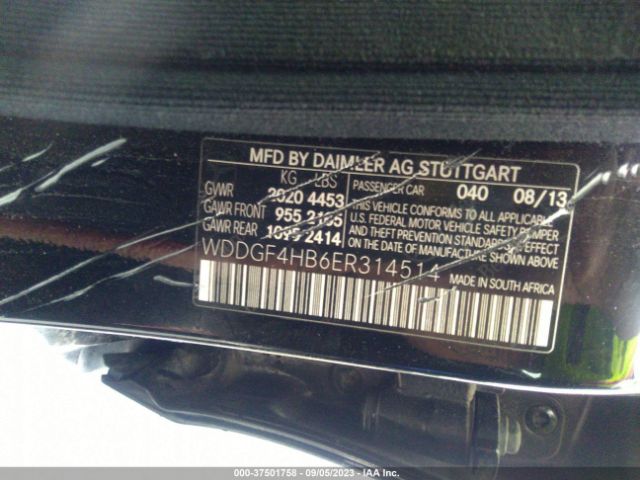 MFD BY DAIMLER AG STUTTGART
KG LBS
GVWR 2020 4453
GAWR FRONT 955 2105
GAWR REAR 1095 2414
PASSENGER CAR 040 08/13
THIS VEHICLE CONFORMS TO ALL APPLICABLE
U.S. FEDERAL MOTOR VEHICLE SAFETY BUMPER
AND THEFT PREVENTION STANDARDS IN EFFECT ON THE
DATE OF MANUFACTURE SHOWN ABOVE.
WDDGF4HB6ER314514
MADE IN SOUTH AFRICA
000-37501758 - 09/05/2023 - IAA Inc.